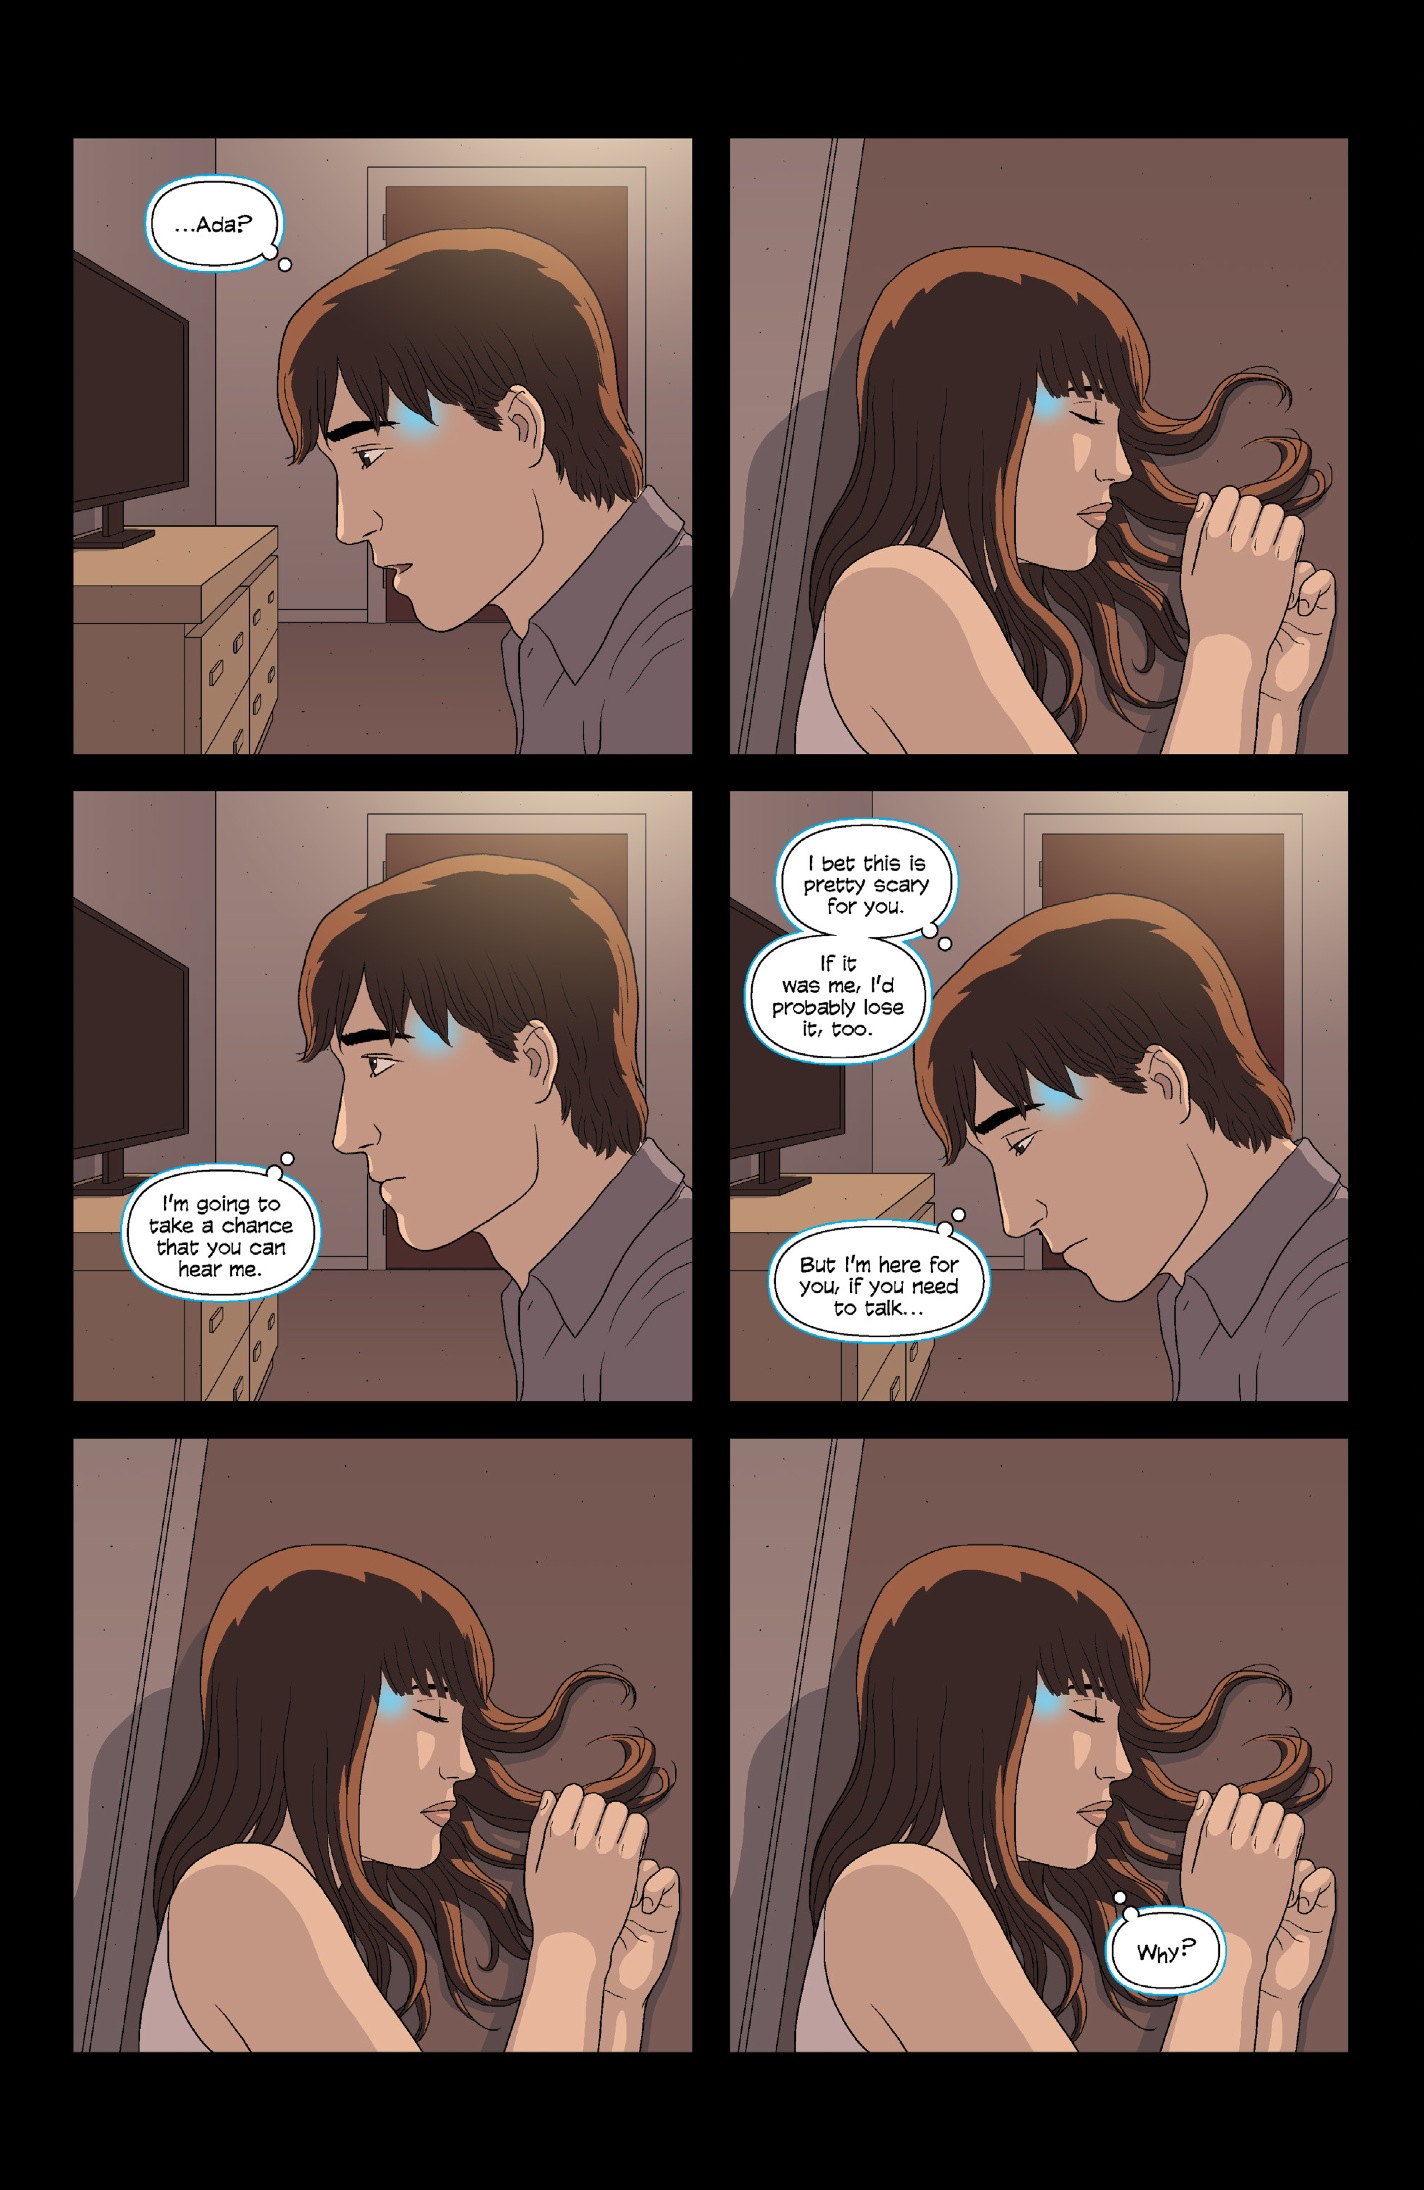 ...Ada?
I'm going to
take a chance
that you can
hear me.
I bet this is
pretty scary
for you.
If it
was me, I'd
probably lose
it, too.
But I'm here for
you, if you need
to talk...
Why?